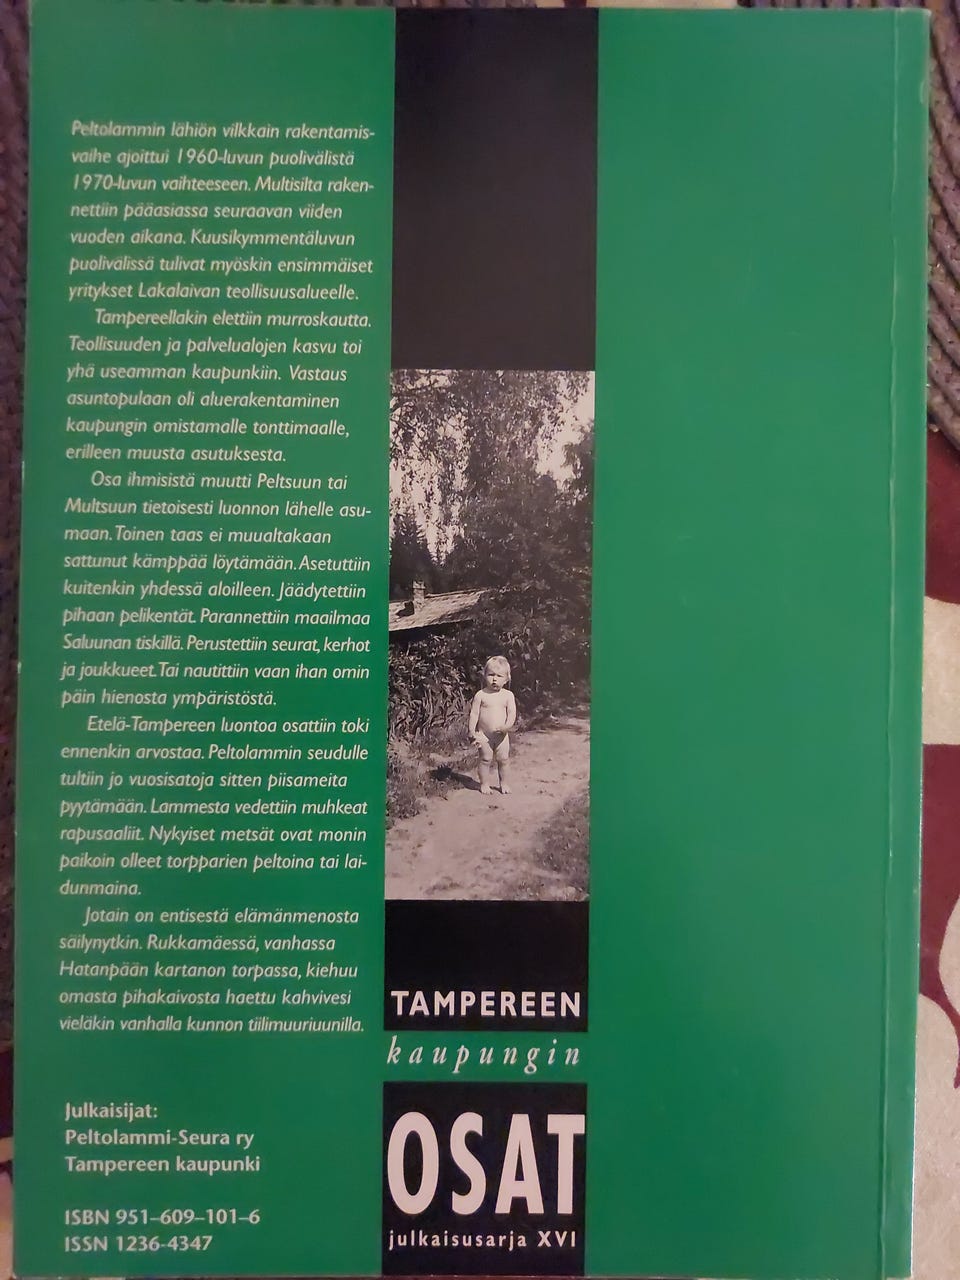 Peltolammin lähiön vilkkain rakentamis-
vaihe ajoittui 1960-luvun puolivälistä
1970-luvun vaihteeseen. Multisilta raken-
nettiin pääasiassa seuraavan viiden
vuoden aikana. Kuusikymmentäluvun
puolivälissä tulivat myöskin ensimmäiset
yritykset Lakalaivan teollisuusalueelle.
Tampereellakin elettiin murroskautta.
Teollisuuden ja palvelualojen kasvu toi
yhä useamman kaupunkiin. Vastaus
asuntopulaan oli aluerakentaminen
kaupungin omistamalle tonttimaalle,
erilleen muusta asutuksesta.
Osa ihmisistä muutti Peltsuun tai
Multsuun tietoisesti luonnon lähelle asu-
maan. Toinen taas ei muualtakaan
sattunut kämppää löytämään. Asetuttiin
kuitenkin yhdessä aloilleen. Jäädytettiin
pihaan pelikentät. Parannettiin maailmaa
Saluunan tiskillä. Perustettiin seurat, kerhot
ja joukkueet. Tai nautittiin vaan ihan omin
päin hienosta ympäristöstä.
Etelä-Tampereen luontoa osattiin toki
ennenkin arvostaa. Peltolammin seudulle
tultiin jo vuosisatoja sitten piisameita
pyytämään. Lammesta vedettiin muhkeat
rapusaaliit. Nykyiset metsät ovat monin
paikoin olleet torpparien peltoina tai lai-
dunmaina.
Jotain on entisestä elämänmenosta
säilynytkin. Rukkamäessä, vanhassa
Hatanpään kartanon torpassa, kiehuu
omasta pihakaivosta haettu kahvivesi
vieläkin vanhalla kunnon tiilimuuriuunilla.
Julkaisijat:
Peltolammi-Seura ry
Tampereen kaupunki
ISBN 951–609–101–6
ISSN 1236-4347
TAMPEREEN
kaupungin
OSAT
julkaisusarja XVI